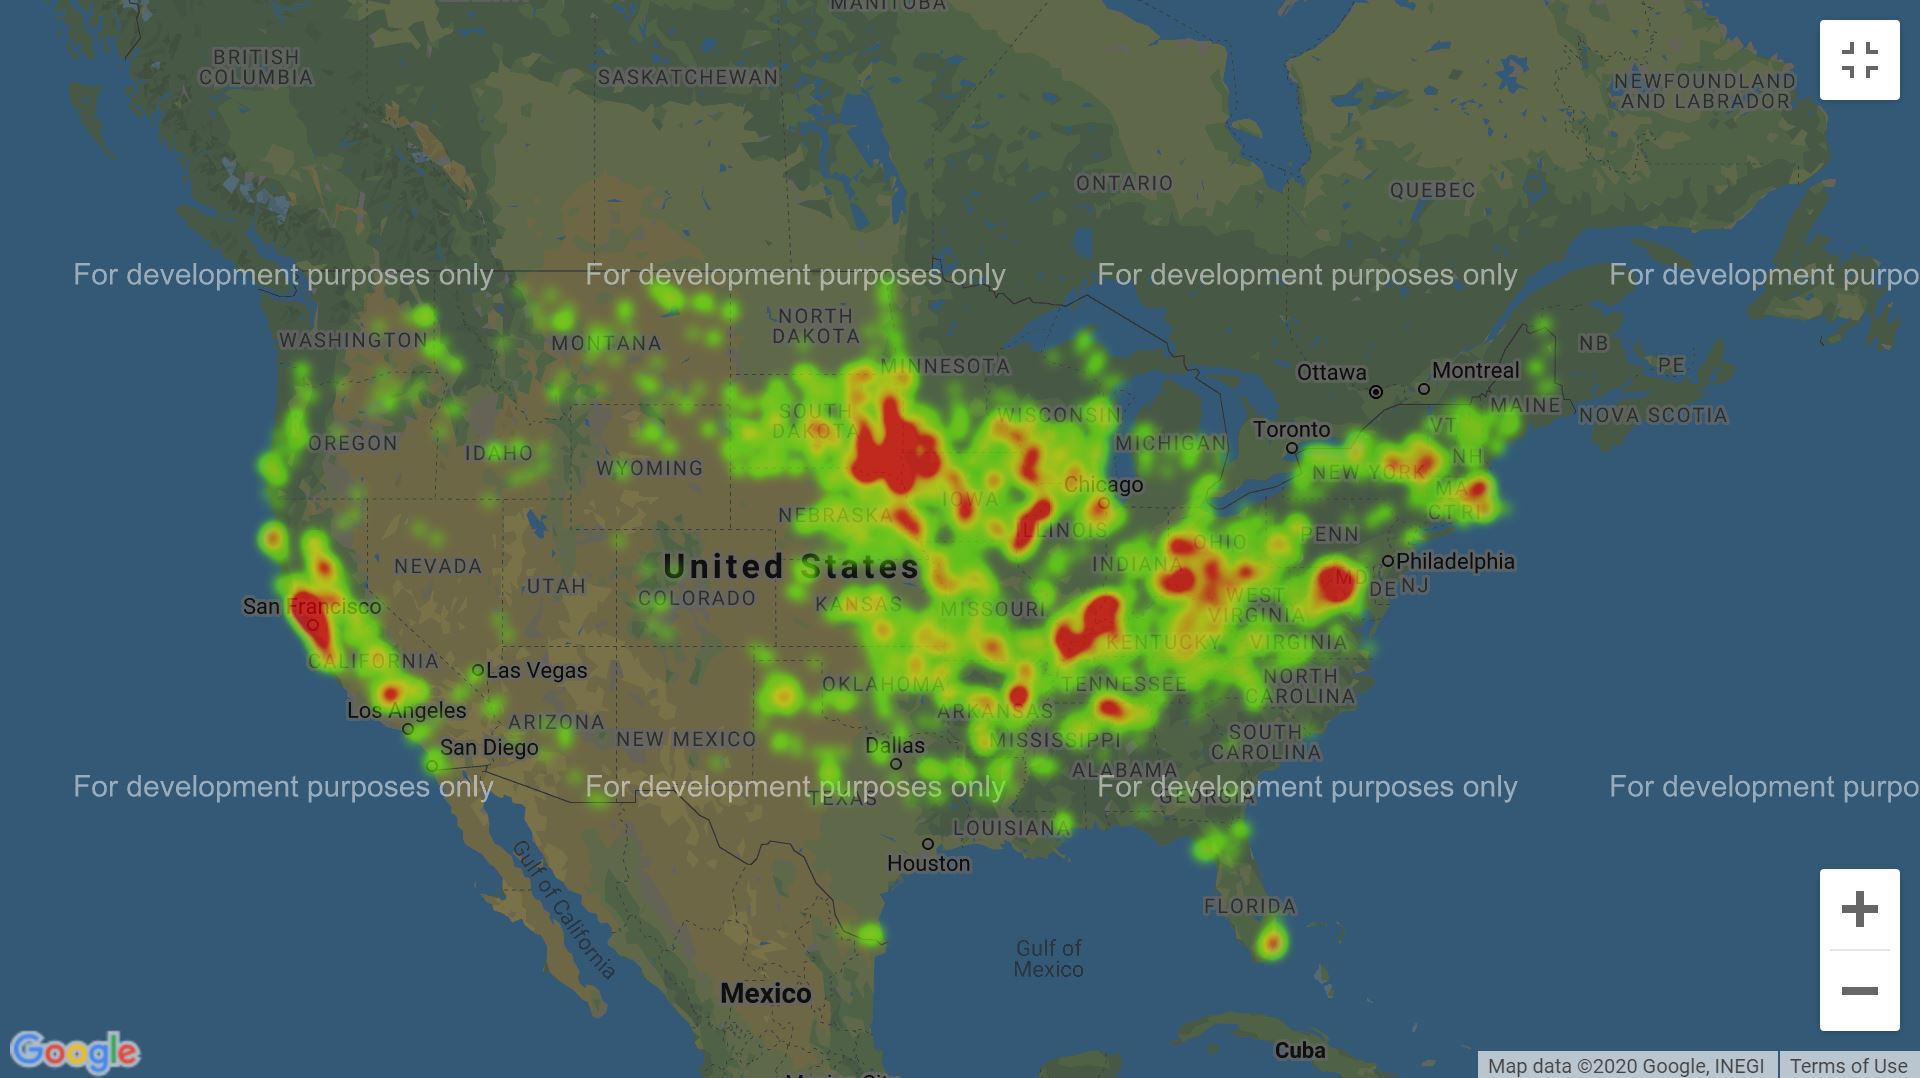 MANITOBA
BRITISH
COLUMBIA
SASKATCHEWAN
NEWFOUNDLAND
AND LABRADOR
ONTARIO
QUEBEC
For development purposes only
For development purposes only
For development purposes only
For development purpo
NORTH
DAKOTA
WASHINGTON
MONTANA
MINNESOTA
NB
PE
Ottawa
Montreal
MAINE
NOVA SCOTIA
SOUTH
DAKOTA
WISCONSIN
MICHIGAN
Toronto
VT
OREGON
IDAHO
WYOMING
NH
NEW YORK
Chicago
MA
IOWA
NEBRASKA
ILLINOIS
CT RI
PENN
OHIO
United States
NEVADA
INDIANA
Philadelphia
UTAH
MD
DE NJ
COLORADO
KANSAS
MISSOURI
WEST
VIRGINIA
San Francisco
KENTUCKY
VIRGINIA
CALIFORNIA
Las Vegas
OKLAHOMA
TENNESSEE
NORTH
CAROLINA
Los Angeles
ARIZONA
NEW MEXICO
ARKANSAS
San Diego
Dallas
MISSISSIPPI
SOUTH
CAROLINA
ALABAMA
For development purposes only
For development purposes only
For development purposes only
For development purpo
TEXAS
GEORGIA
LOUISIANA
Houston
Gulf of California
FLORIDA
Gulf of
Mexico
Mexico
Cuba
Google
Mexico City
Map data ©2020 Google, INEGI
Terms of Use